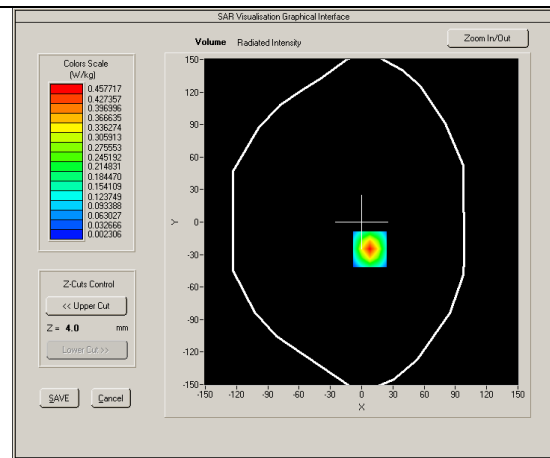 SAR Visualisation Graphical Interface
Volume Radiated Intensity
Zoom In/Out
Colors Scale
(W/kg)
0.457717
0.427357
0.396996
0.366635
0.336274
0.305913
0.275553
0.245192
0.214831
0.184470
0.154109
0.123749
0.093388
0.063027
0.032666
0.002306
Z-Cuts Control
<< Upper Cut
Z = 4.0 mm
Lower Cut >>
SAVE Cancel
150
120
90
60
30
0
-30
-60
-90
-120
-150
Y
-150 -120 -90 -60 -30 0 30 60 90 120 150
X